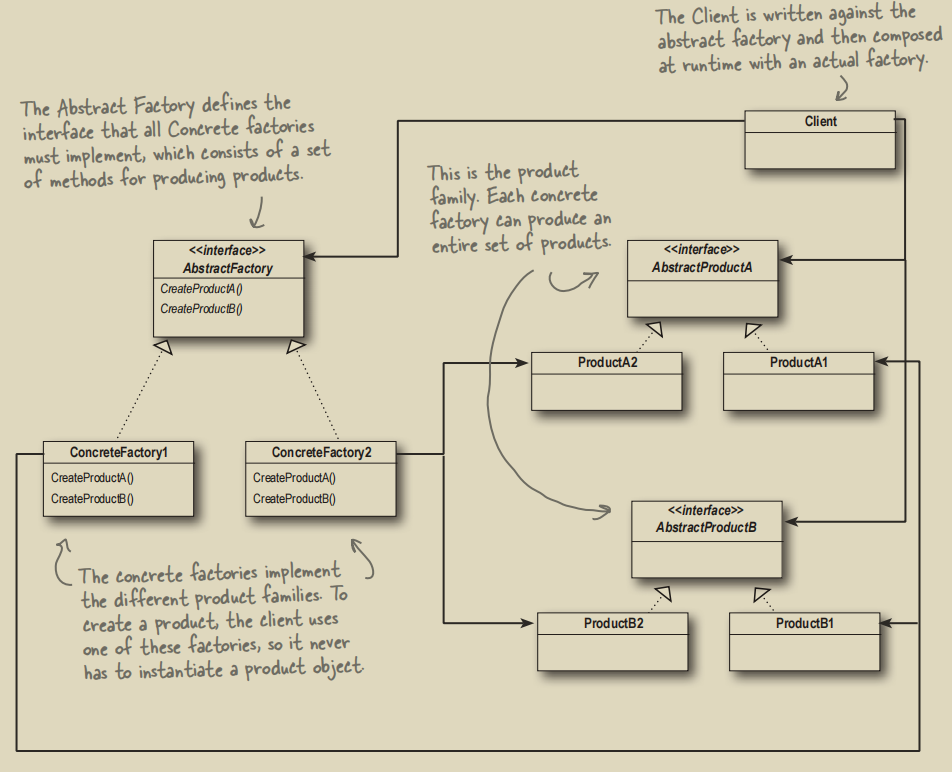 The Client is written against the
abstract factory and then composed
at runtime with an actual factory.
The Abstract Factory defines the
interface that all Concrete factories
must implement, which consists of a set
of methods for producing products.
Client
This is the product
family. Each concrete
factory can produce an
entire set of products.
<<interface>>
AbstractFactory
CreateProductA()
CreateProductB()
<<interface>>
AbstractProductA
ProductA2
ProductA1
ConcreteFactory1
CreateProductA()
CreateProductB()
ConcreteFactory2
CreateProductA()
CreateProductB()
<<interface>>
AbstractProductB
ProductB2
ProductB1
The concrete factories implement
the different product families. To
create a product, the client uses
one of these factories, so it never
has to instantiate a product object.